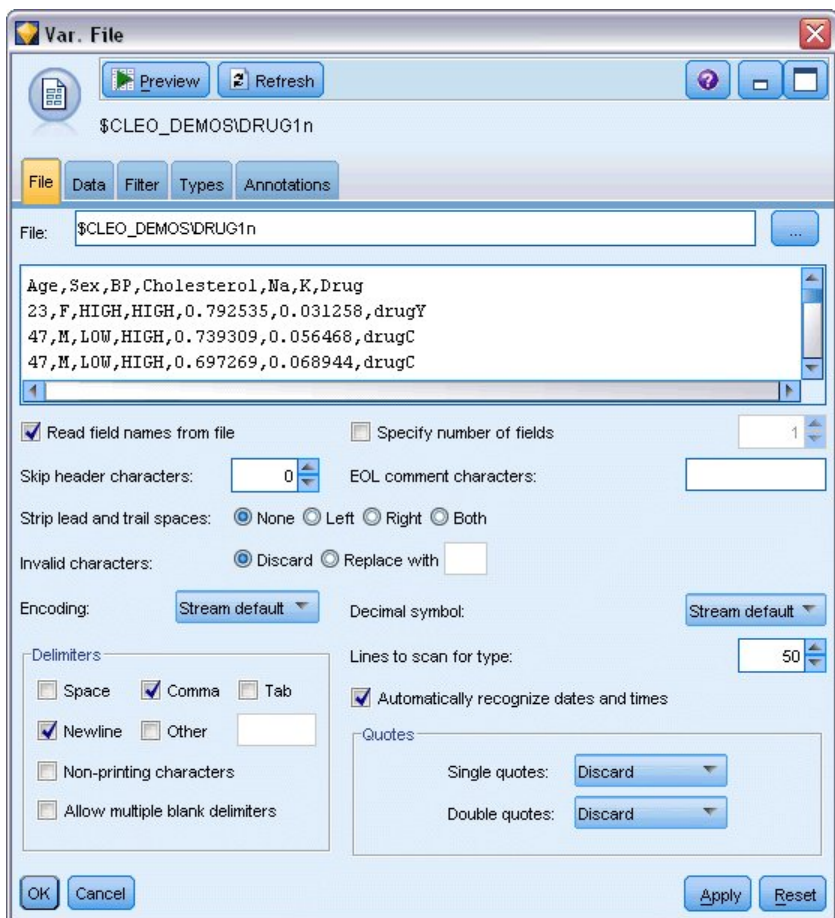 Var. File
Preview Refresh ?
$CLEO_DEMOS\DRUG1n
File Data Filter Types Annotations
File: $CLEO_DEMOS\DRUG1n ...
Age,Sex,BP,Cholesterol,Na,K,Drug
23,F,HIGH,HIGH,0.792535,0.031258,drugY
47,M,LOW,HIGH,0.739309,0.056468,drugC
47,M,LOW,HIGH,0.697269,0.068944,drugC
Read field names from file Specify number of fields 1
Skip header characters: 0 EOL comment characters:
Strip lead and trail spaces: None Left Right Both
Invalid characters: Discard Replace with
Encoding: Stream default Decimal symbol: Stream default
Delimiters Lines to scan for type: 50
Space Comma Tab Automatically recognize dates and times
Newline Other Quotes
Non-printing characters Single quotes: Discard
Allow multiple blank delimiters Double quotes: Discard
OK Cancel Apply Reset